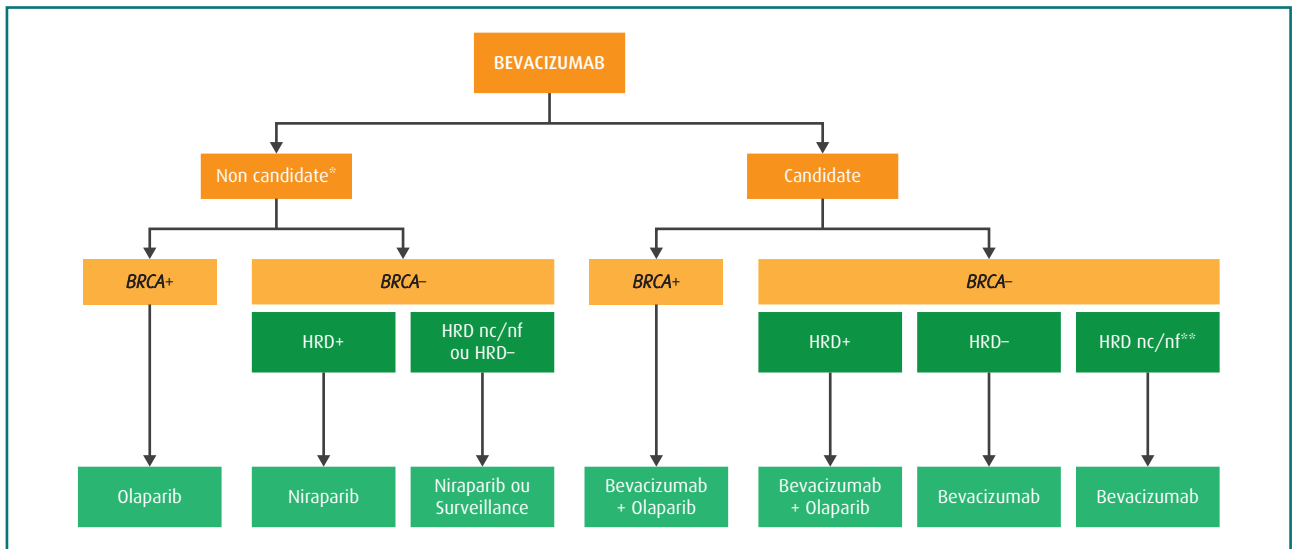 BEVACIZUMAB
Non candidate*
Candidate
BRCA+
BRCA–
BRCA+
BRCA–
HRD+
HRD nc/nf
ou HRD–
HRD+
HRD–
HRD nc/nf**
Olaparib
Niraparib
Niraparib ou
Surveillance
Bevacizumab
+ Olaparib
Bevacizumab
+ Olaparib
Bevacizumab
Bevacizumab